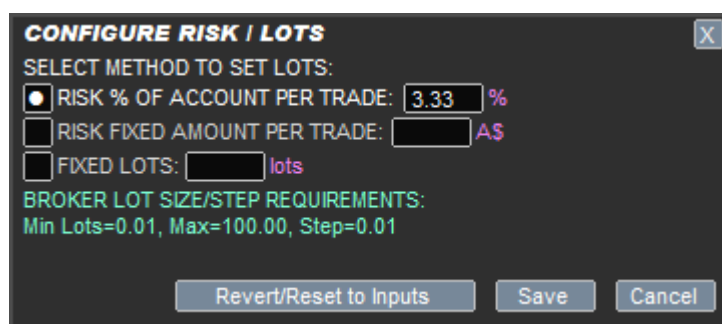 CONFIGURE RISK / LOTS
X
SELECT METHOD TO SET LOTS:
RISK % OF ACCOUNT PER TRADE: 3.33 %
RISK FIXED AMOUNT PER TRADE: A$
FIXED LOTS: lots
BROKER LOT SIZE/STEP REQUIREMENTS:
Min Lots=0.01, Max=100.00, Step=0.01
Revert/Reset to Inputs Save Cancel